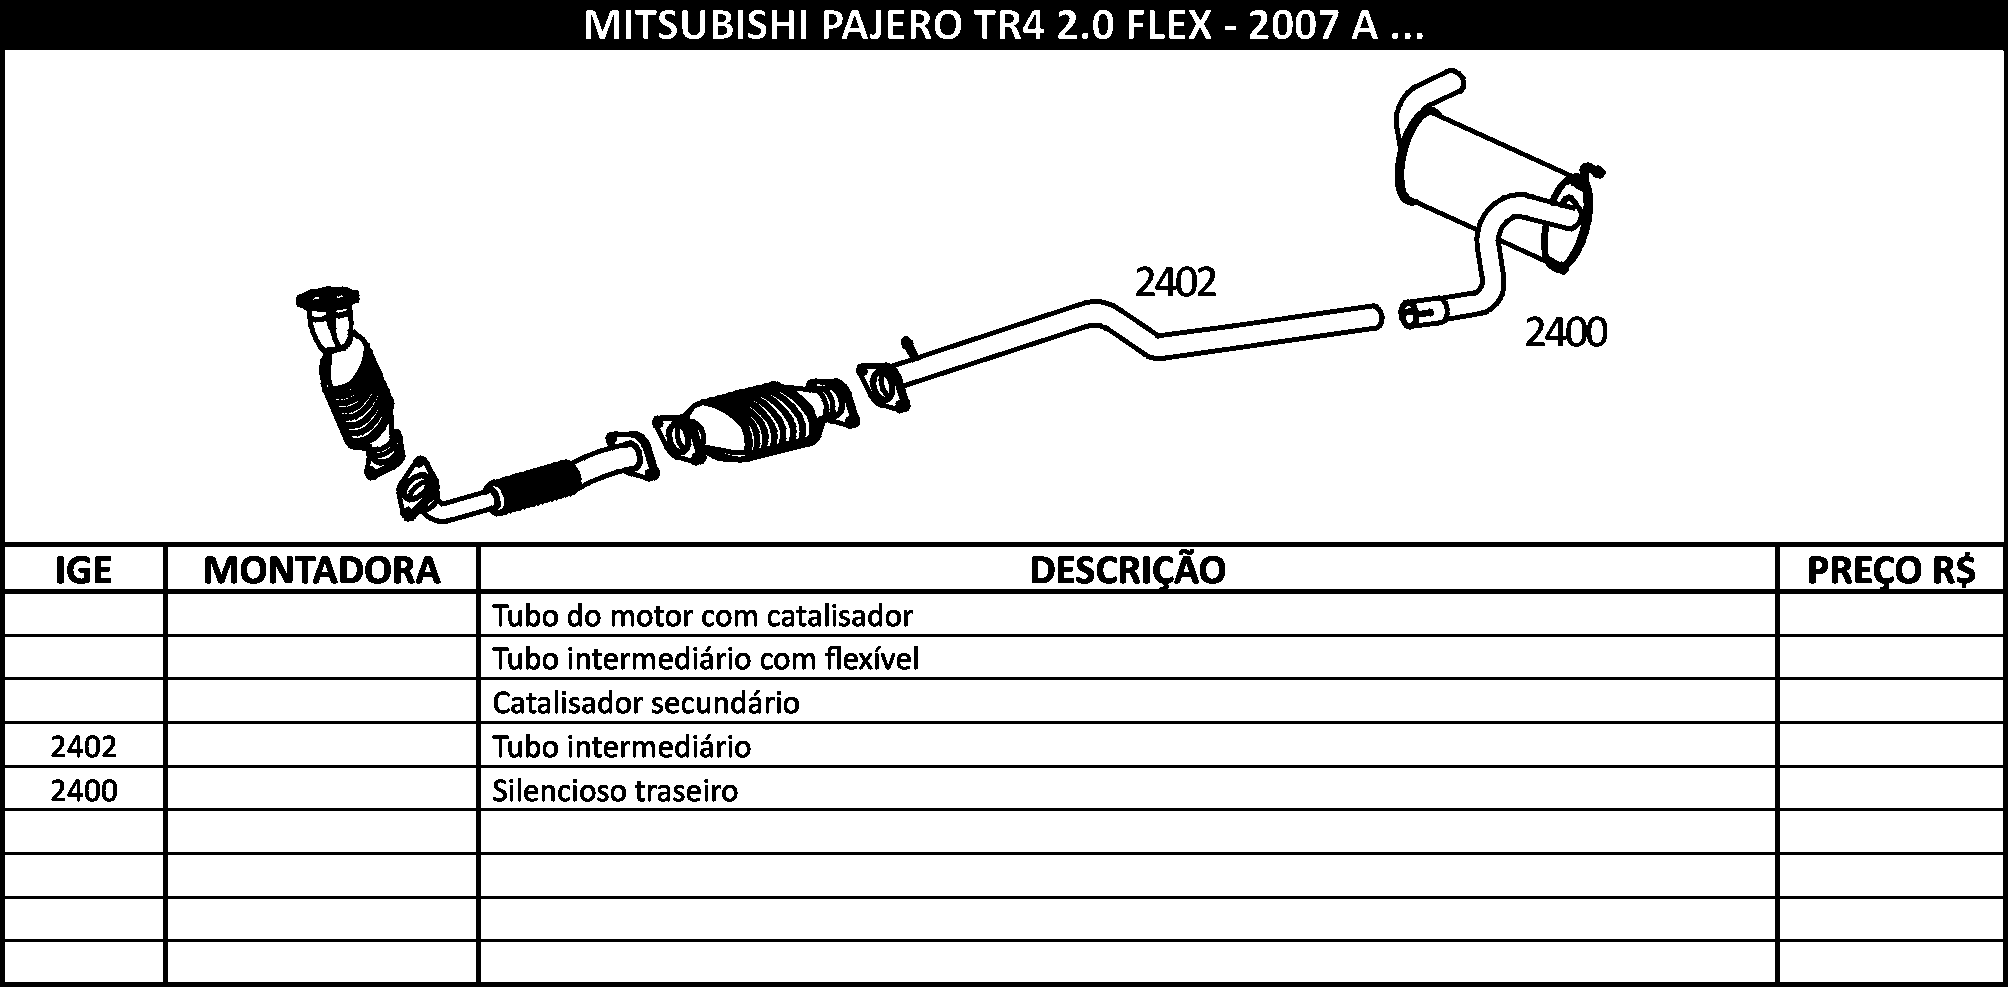 MITSUBISHI PAJERO TR4 2.0 FLEX - 2007 A ...
2402
2400
IGE MONTADORA DESCRIÇÃO PREÇO R$
Tubo do motor com catalisador
Tubo intermediário com flexível
Catalisador secundário
2402 Tubo intermediário
2400 Silencioso traseiro